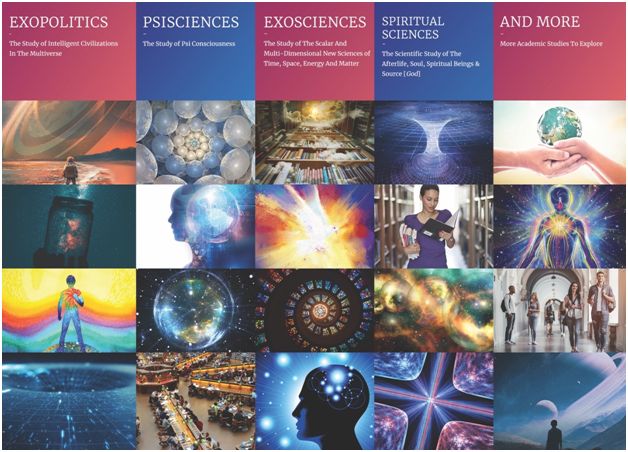 EXOPOLITICS
-
The Study of Intelligent Civilizations
In The Multiverse
PSISCIENCES
-
The Study of Psi Consciousness
EXOSCIENCES
-
The Study of The Scalar And
Multi-Dimensional New Sciences of
Time, Space, Energy And Matter
SPIRITUAL
SCIENCES
-
The Scientific Study of The
Afterlife, Soul, Spiritual Beings &
Source [God]
AND MORE
-
More Academic Studies To Explore